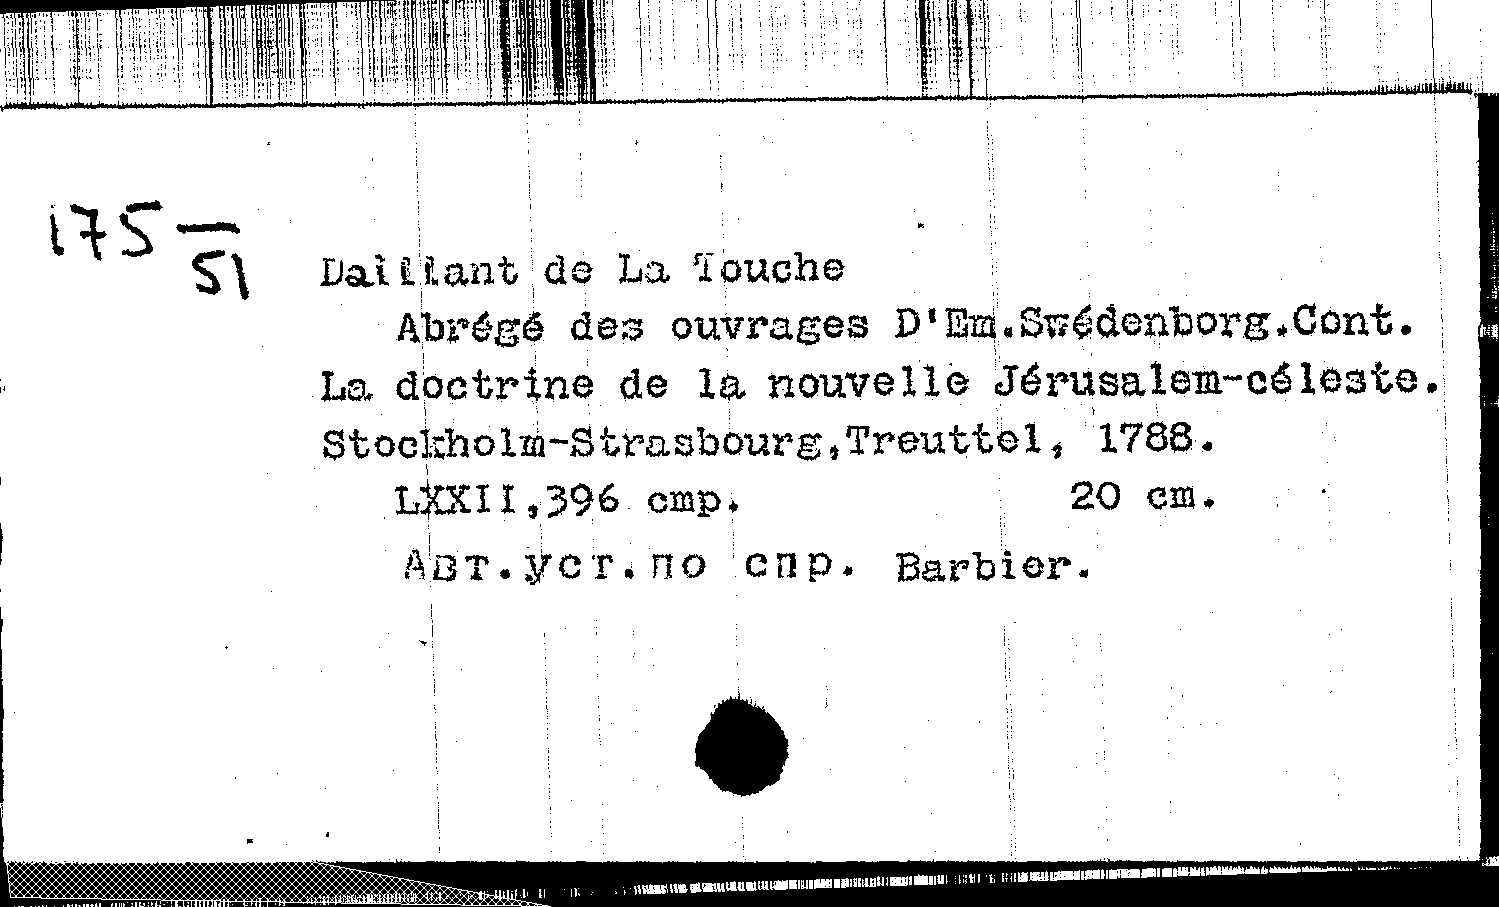 175 —
51
Daillant de La Touche
Abrégé des ouvrages D'Em.Swédenborg.Cont.
La doctrine de la nouvelle Jérusalem-céleste.
Stockholm-Strasbourg,Treuttel, 1788.
LXXII,396 стр. 20 cm.
Авт.уст.по спр. Barbier.